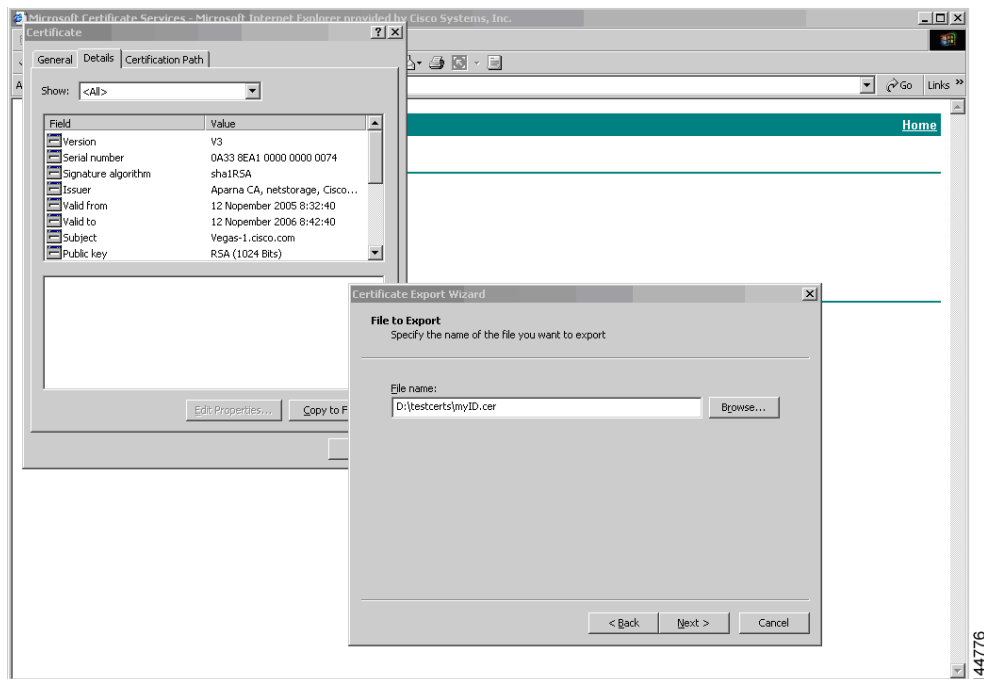 Microsoft Certificate Services - Microsoft Internet Explorer provided by Cisco Systems, Inc.
Certificate
General Details Certification Path
Go Links »
Show: <All>
Home
Field Value
Version V3
Serial number 0A33 8EA1 0000 0000 0074
Signature algorithm sha1RSA
Issuer Aparna CA, netstorage, Cisco...
Valid from 12 Nopember 2005 8:32:40
Valid to 12 Nopember 2006 8:42:40
Subject Vegas-1.cisco.com
Public key RSA (1024 Bits)
Edit Properties... Copy to F
Certificate Export Wizard
File to Export
Specify the name of the file you want to export
File name:
D:\testcerts\myID.cer Browse...
< Back Next > Cancel
144776